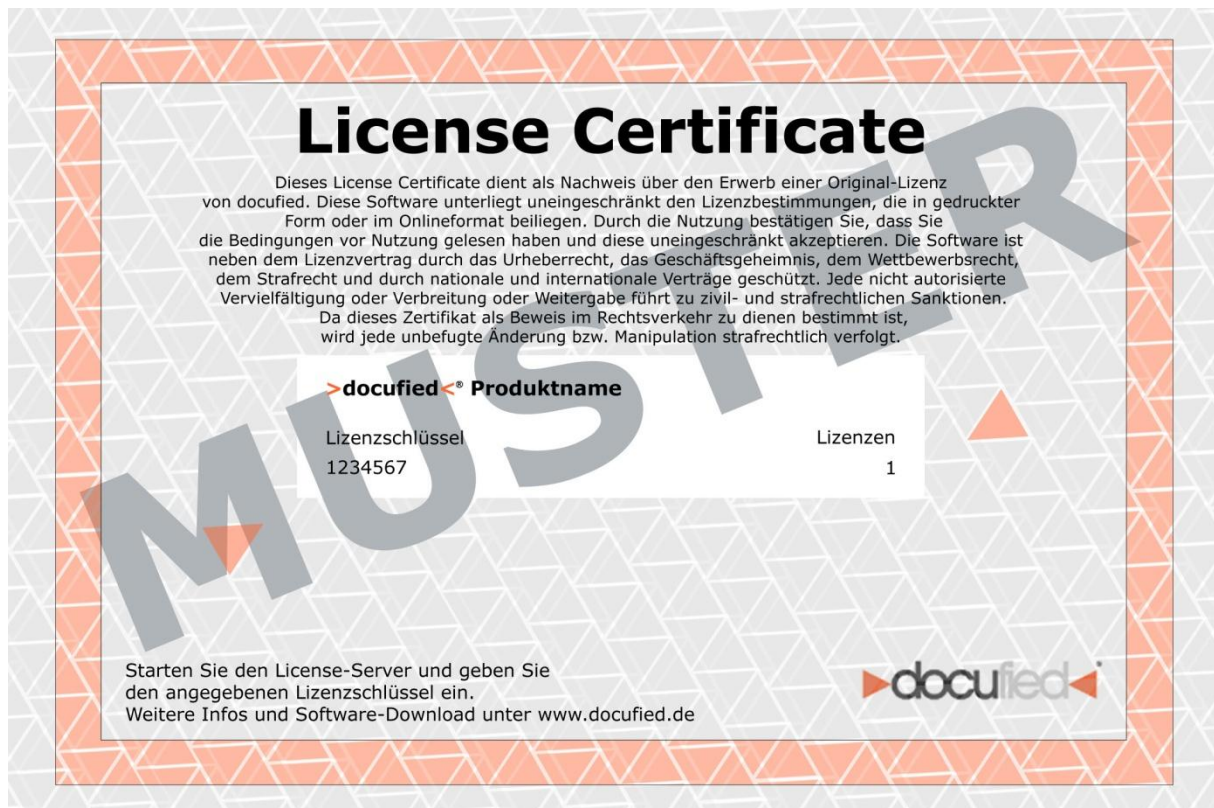 License Certificate
Dieses License Certificate dient als Nachweis über den Erwerb einer Original-Lizenz
von docufied. Diese Software unterliegt uneingeschränkt den Lizenzbestimmungen, die in gedruckter
Form oder im Onlineformat beiliegen. Durch die Nutzung bestätigen Sie, dass Sie
die Bedingungen vor Nutzung gelesen haben und diese uneingeschränkt akzeptieren. Die Software ist
neben dem Lizenzvertrag durch das Urheberrecht, das Geschäftsgeheimnis, dem Wettbewerbsrecht,
dem Strafrecht und durch nationale und internationale Verträge geschützt. Jede nicht autorisierte
Vervielfältigung oder Verbreitung oder Weitergabe führt zu zivil- und strafrechtlichen Sanktionen.
Da dieses Zertifikat als Beweis im Rechtsverkehr zu dienen bestimmt ist,
wird jede unbefugte Änderung bzw. Manipulation strafrechtlich verfolgt.
>docufied<® Produktname
Lizenzschlüssel Lizenzen
1234567 1
MUSTER
Starten Sie den License-Server und geben Sie
den angegebenen Lizenzschlüssel ein.
Weitere Infos und Software-Download unter www.docufied.de
docufied